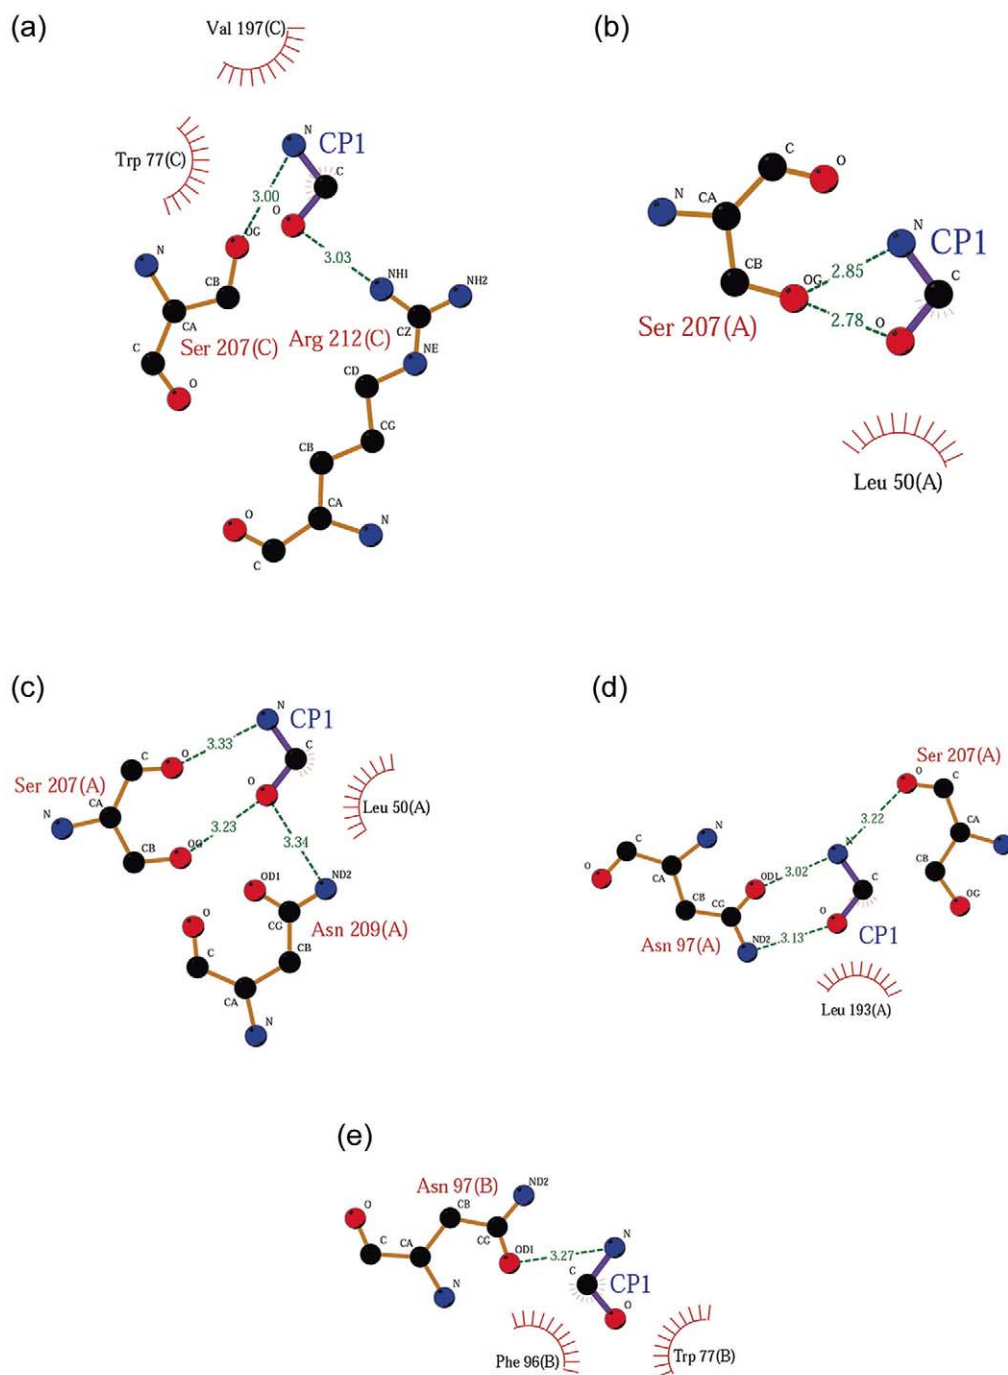 (a)
Val 197(C)
N
CP1
Trp 77(C)
C
3.00
O
OG
3.03
N
CB
NH1
NH2
CA
CZ
Ser 207(C)
Arg 212(C)
C
NE
O
CD
CG
CB
CA
O
N
C
(b)
C
O
N
CA
N
CP1
CB
OG
2.85
C
2.78
O
Ser 207(A)
Leu 50(A)
(c)
N
CP1
3.33
C
O
C
Ser 207(A)
O
CA
Leu 50(A)
N
3.23
CB
OG
3.34
OD1
ND2
O
CG
Asn 209(A)
CB
C
CA
N
(d)
Ser 207(A)
O
C
3.22
CA
N
C
N
O
3.02
CB
CA
OD1
C
CB
CG
OG
O
Asn 97(A)
ND2
3.13
CP1
Leu 193(A)
(e)
Asn 97(B)
ND2
O
CB
N
C
CA
CG
OD1
3.27
C
CP1
N
O
Phe 96(B)
Trp 77(B)